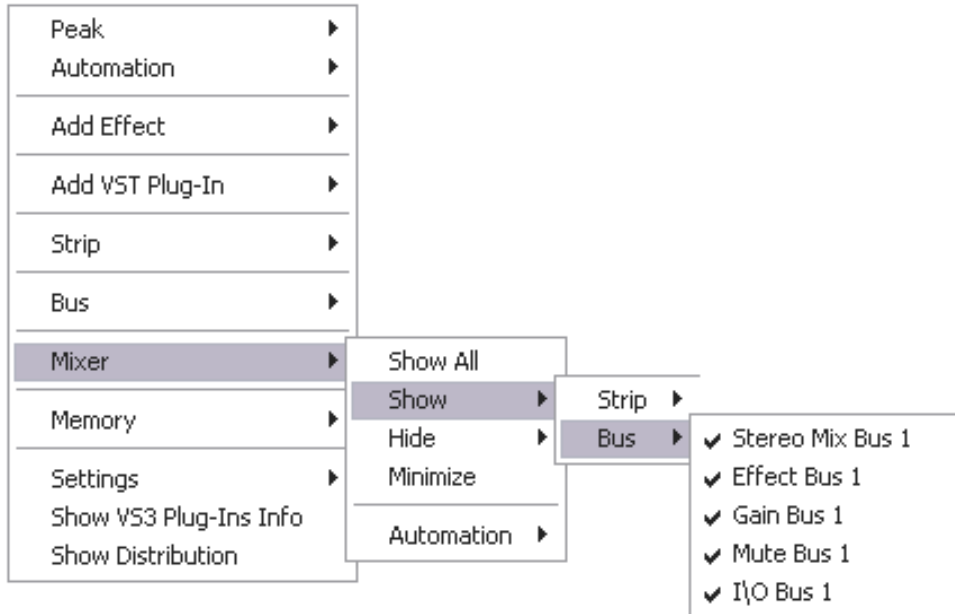 Peak
Automation
Add Effect
Add VST Plug-In
Strip
Bus
Mixer
Memory
Settings
Show VS3 Plug-Ins Info
Show Distribution
Show All
Show
Hide
Minimize
Automation
Strip
Bus
Stereo Mix Bus 1
Effect Bus 1
Gain Bus 1
Mute Bus 1
I\O Bus 1